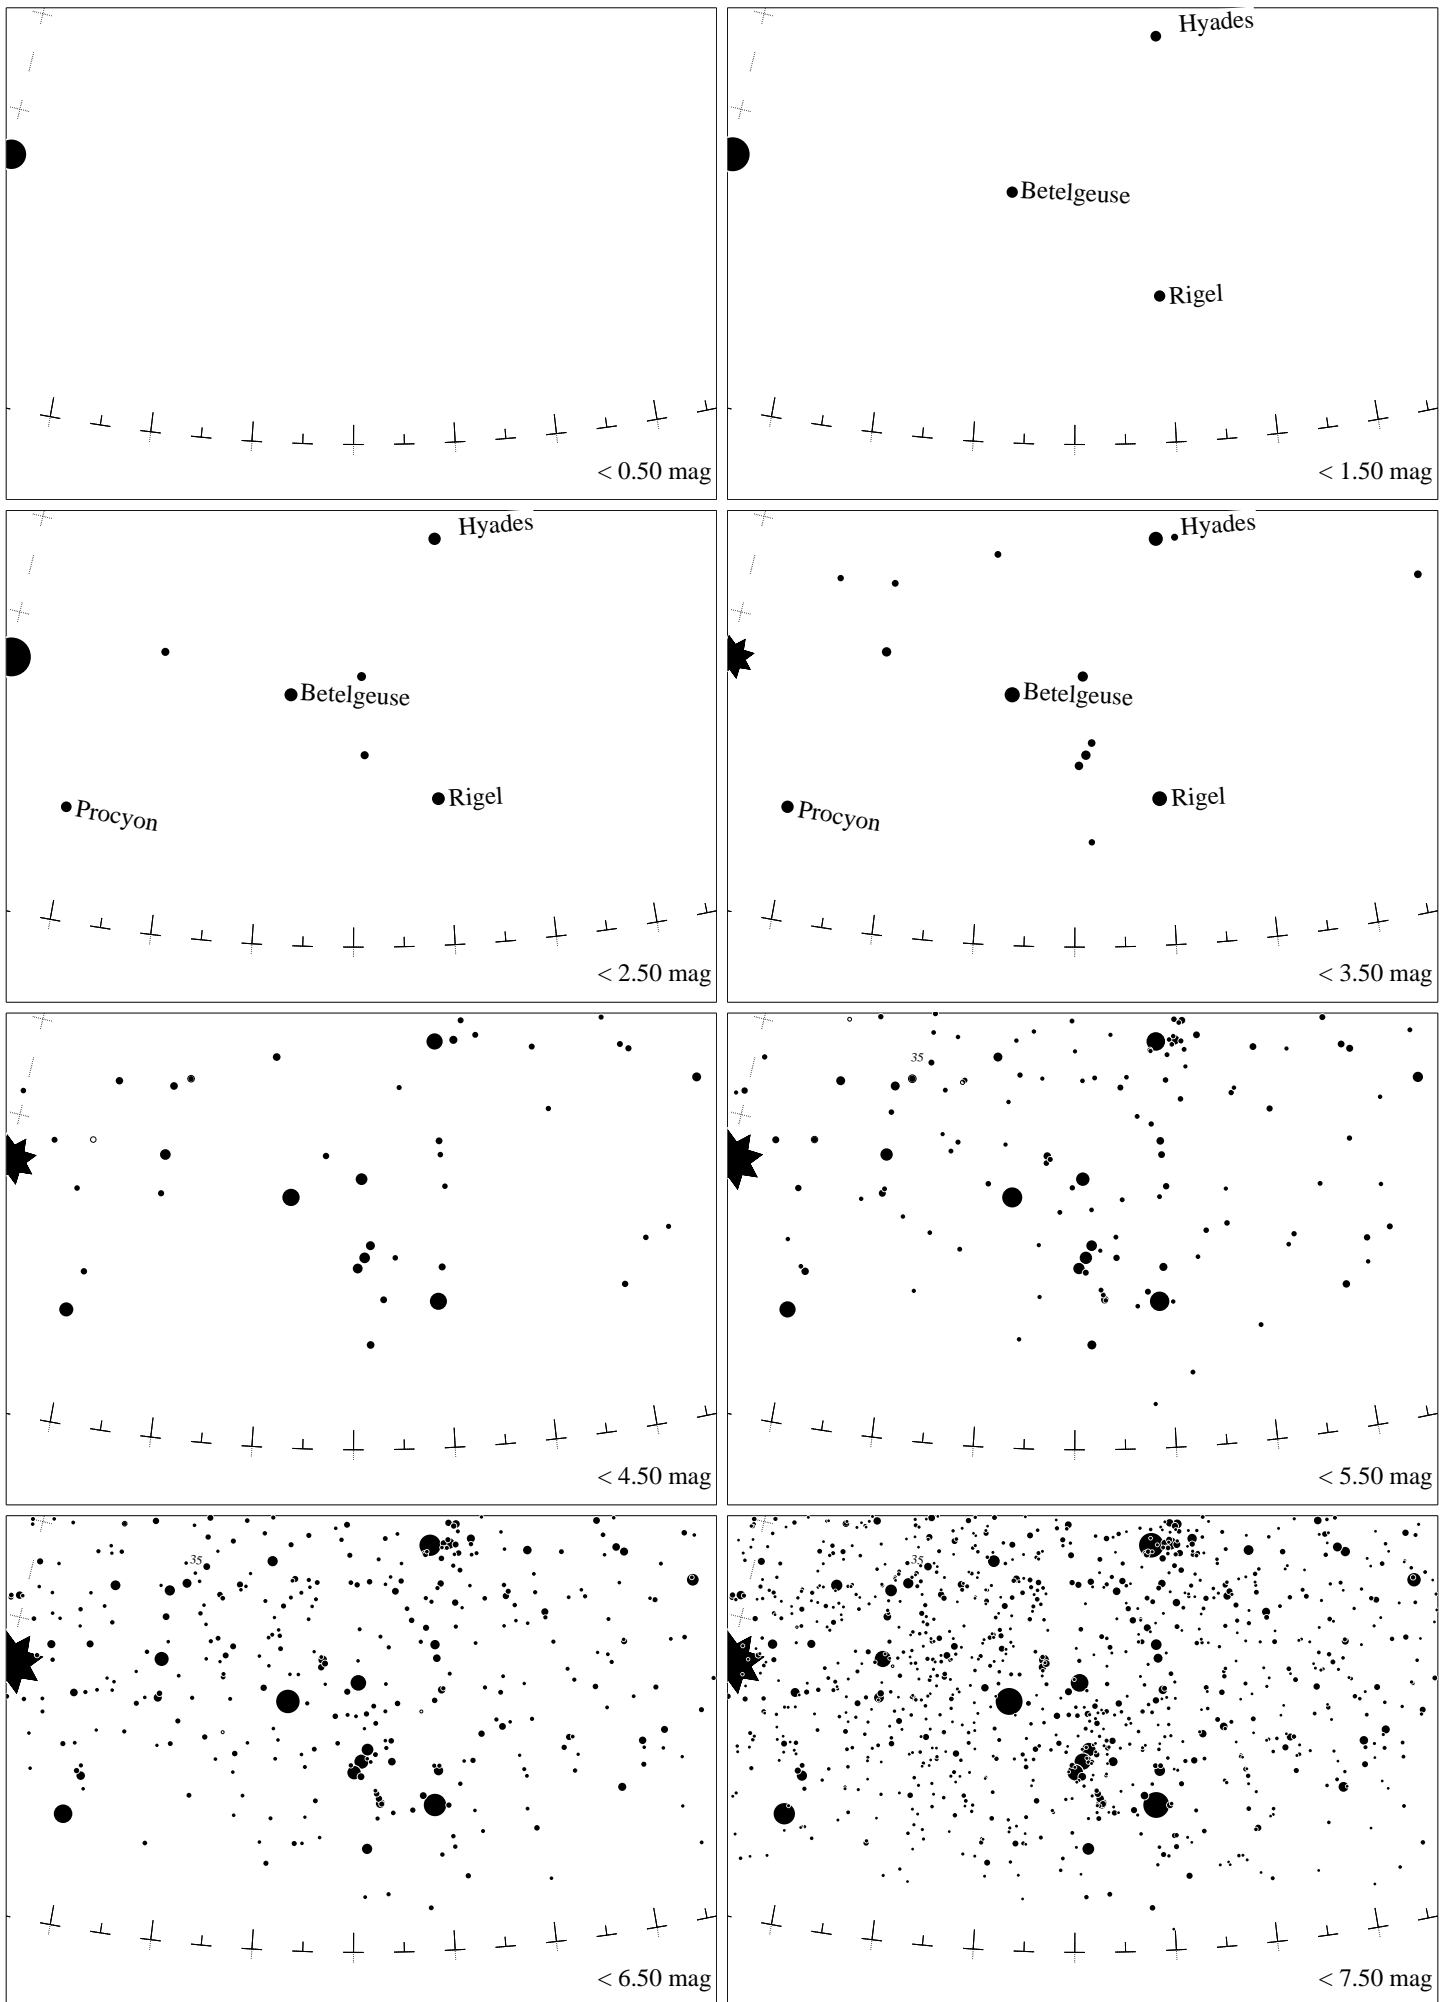 < 0.50 mag
Hyades
Betelgeuse
Rigel
< 1.50 mag
Hyades
Betelgeuse
Procyon
Rigel
< 2.50 mag
Hyades
Betelgeuse
Procyon
Rigel
< 3.50 mag
< 4.50 mag
35
< 5.50 mag
35
< 6.50 mag
35
< 7.50 mag